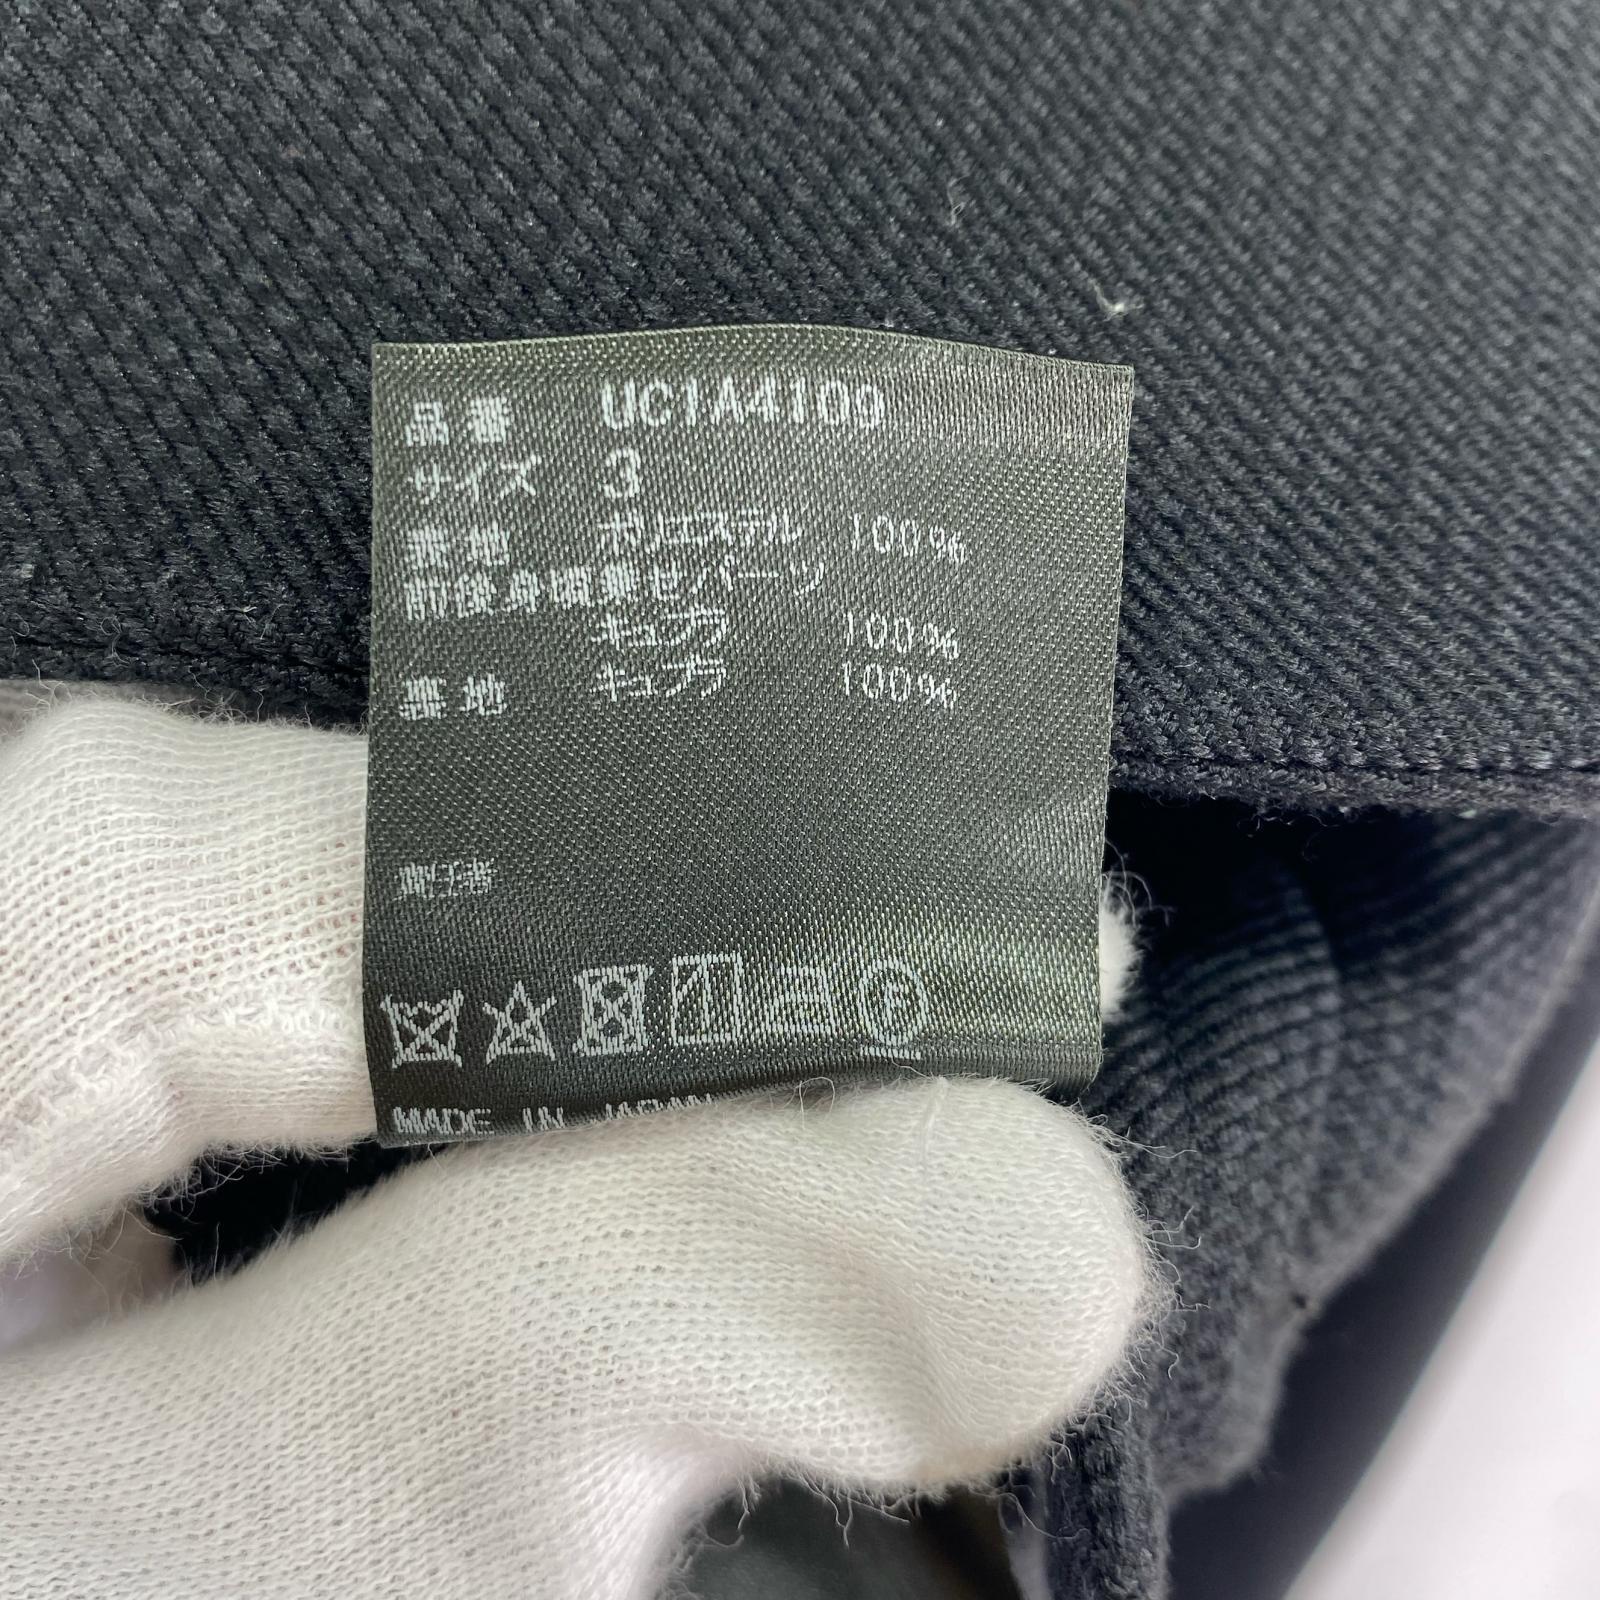 品番 UC1A4109
サイズ 3
表地 ポリエステル 100%
前後身頃 パーツ
キュプラ 100%
裏地 キュプラ 100%
MADE IN JAPAN